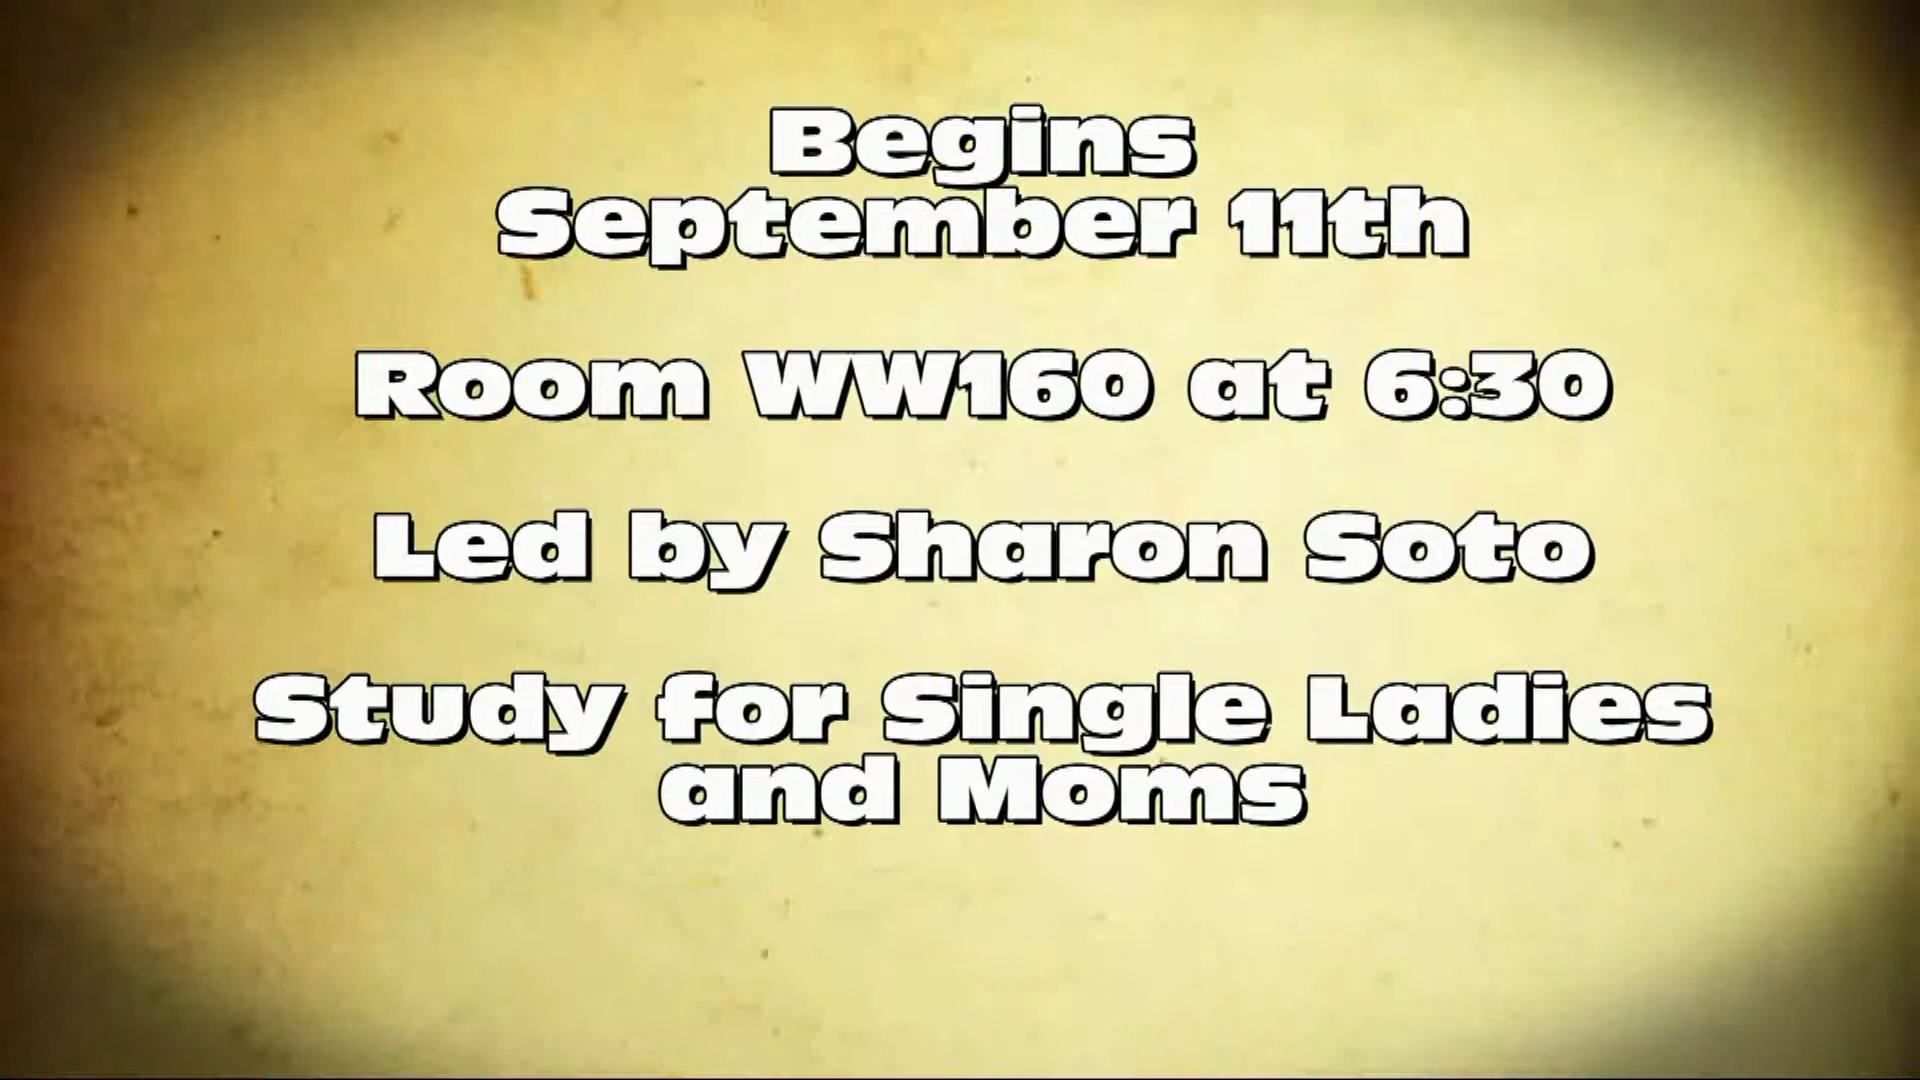 Begins
September 11th
Room WW160 at 6:30
Led by Sharon Soto
Study for Single Ladies
and Moms